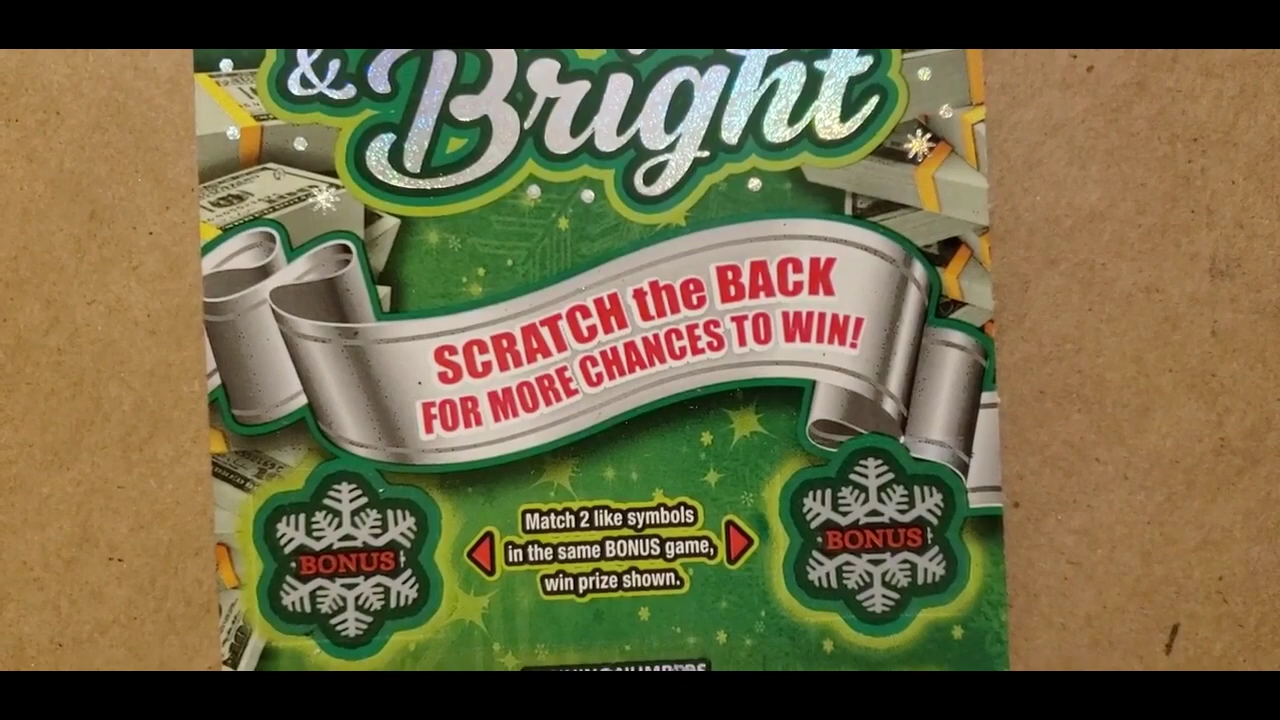 & Bright
SCRATCH the BACK
FOR MORE CHANCES TO WIN!
Match 2 like symbols
in the same BONUS game,
win prize shown.
BONUS
BONUS